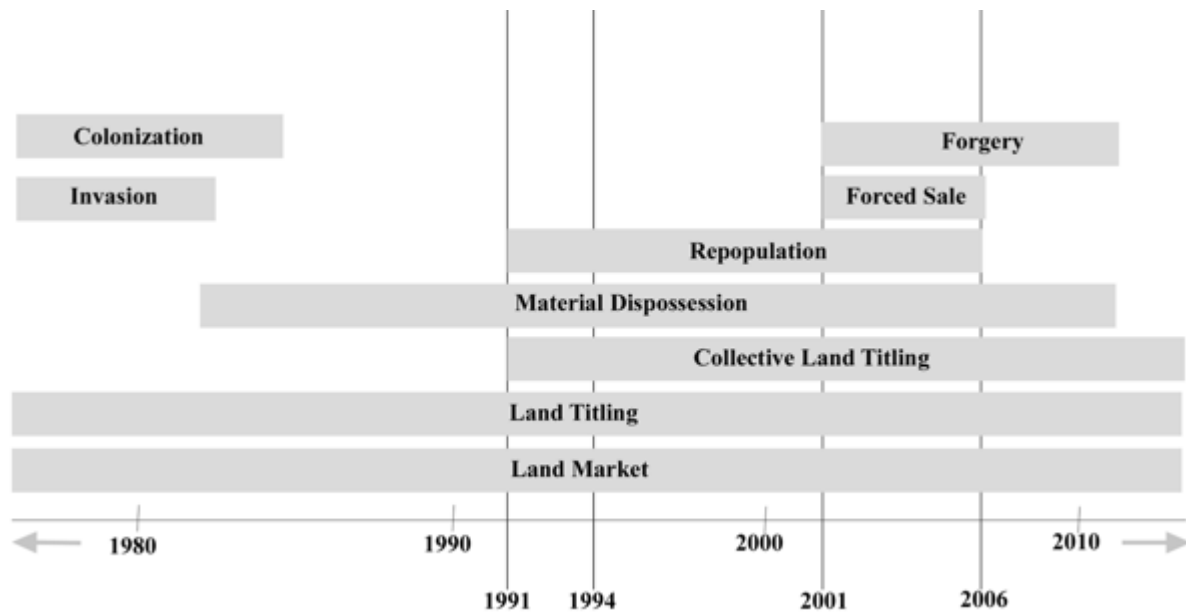 Colonization
Forgery
Invasion
Forced Sale
Repopulation
Material Dispossession
Collective Land Titling
Land Titling
Land Market
1980
1990
2000
2010
1991
1994
2001
2006